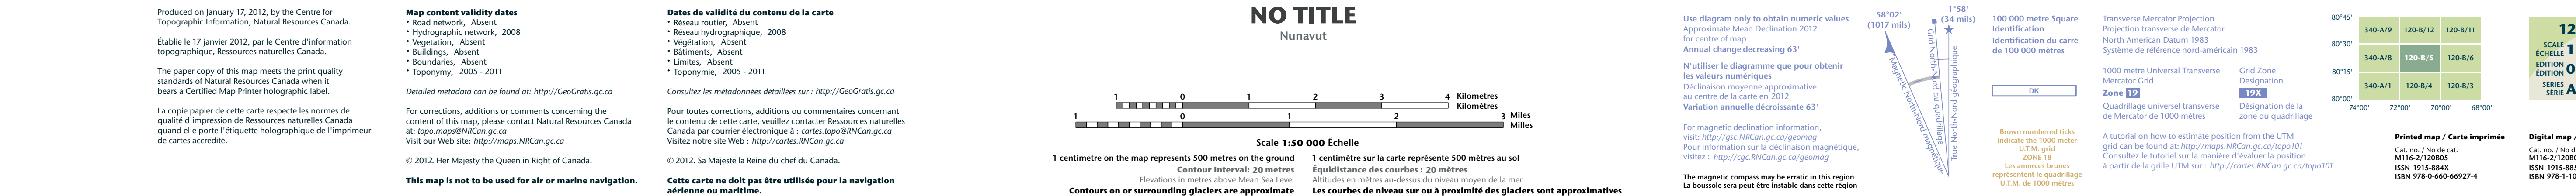 Produced on January 17, 2012, by the Centre for
Topographic Information, Natural Resources Canada.
Établie le 17 janvier 2012, par le Centre d'information
topographique, Ressources naturelles Canada.
The paper copy of this map meets the print quality
standards of Natural Resources Canada when it
bears a Certified Map Printer holographic label.
La copie papier de cette carte respecte les normes de
qualité d'impression de Ressources naturelles Canada
quand elle porte l'étiquette holographique de l'imprimeur
de cartes accrédité.
Map content validity dates
• Road network, Absent
• Hydrographic network, 2008
• Vegetation, Absent
• Buildings, Absent
• Boundaries, Absent
• Toponymy, 2005 - 2011
Detailed metadata can be found at: http://GeoGratis.gc.ca
For corrections, additions or comments concerning the
content of this map, please contact Natural Resources Canada
at: topo.maps@NRCan.gc.ca
Visit our Web site: http://maps.NRCan.gc.ca
© 2012. Her Majesty the Queen in Right of Canada.
This map is not to be used for air or marine navigation.
Dates de validité du contenu de la carte
• Réseau routier, Absent
• Réseau hydrographique, 2008
• Végétation, Absent
• Bâtiments, Absent
• Limites, Absent
• Toponymie, 2005 - 2011
Consultez les métadonnées détaillées sur : http://GeoGratis.gc.ca
Pour toutes corrections, additions ou commentaires concernant
le contenu de cette carte, veuillez contacter Ressources naturelles
Canada par courrier électronique à : cartes.topo@RNCan.gc.ca
Visitez notre site Web : http://cartes.RNCan.gc.ca
© 2012. Sa Majesté la Reine du chef du Canada.
Cette carte ne doit pas être utilisée pour la navigation
aérienne ou maritime.
NO TITLE
Nunavut
1 0 1 2 3 4 Kilometres
Kilomètres
1 0 1 2 3 Miles
Milles
Scale 1:50 000 Échelle
1 centimetre on the map represents 500 metres on the ground
Contour Interval: 20 metres
Elevations in metres above Mean Sea Level
Contours on or surrounding glaciers are approximate
1 centimètre sur la carte représente 500 mètres au sol
Équidistance des courbes : 20 mètres
Altitudes en mètres au-dessus du niveau moyen de la mer
Les courbes de niveau sur ou à proximité des glaciers sont approximatives
Use diagram only to obtain numeric values
Approximate Mean Declination 2012
for centre of map
Annual change decreasing 63'
N'utiliser le diagramme que pour obtenir
les valeurs numériques
Déclinaison moyenne approximative
au centre de la carte en 2012
Variation annuelle décroissante 63'
For magnetic declination information,
visit: http://gsc.NRCan.gc.ca/geomag
Pour information sur la déclinaison magnétique,
visitez : http://cgc.RNCan.gc.ca/geomag
The magnetic compass may be erratic in this region
La boussole sera peut-être instable dans cette région
58°02'
(1017 mils)
1°58'
(34 mils)
Magnetic North•Nord magnétique
Grid North•Nord du quadrillage
True North•Nord géographique
100 000 metre Square
Identification
Identification du carré
de 100 000 mètres
DK
Brown numbered ticks
indicate the 1000 meter
U.T.M. grid
ZONE 18
Les amorces brunes
représentent le quadrillage
U.T.M. de 1000 mètres
Transverse Mercator Projection
Projection transverse de Mercator
North American Datum 1983
Système de référence nord-américain 1983
1000 metre Universal Transverse
Mercator Grid
Zone 19
Quadrillage universel transverse
de Mercator de 1000 mètres
Grid Zone
Designation
19X
Désignation de la
zone du quadrillage
A tutorial on how to estimate position from the UTM
grid can be found at: http://maps.NRCan.gc.ca/topo101
Consultez le tutoriel sur la manière d'évaluer la position
à partir de la grille UTM sur : http://cartes.RNCan.gc.ca/topo101
80°45'
340-A/9 120-B/12 120-B/11
80°30'
340-A/8 120-B/5 120-B/6
80°15'
340-A/1 120-B/4 120-B/3
80°00'
74°00' 72°00' 70°00' 68°00'
Printed map / Carte imprimée
Cat. no. / No de cat.
M116-2/120B05
ISSN 1915-884X
ISBN 978-0-660-66927-4
12
SCALE
ÉCHELLE 1
EDITION
ÉDITION 0
SERIES
SÉRIE A
Digital map /
Cat. no. / No d
M116-2/120B0
ISSN 1915-885
ISBN 978-1-10